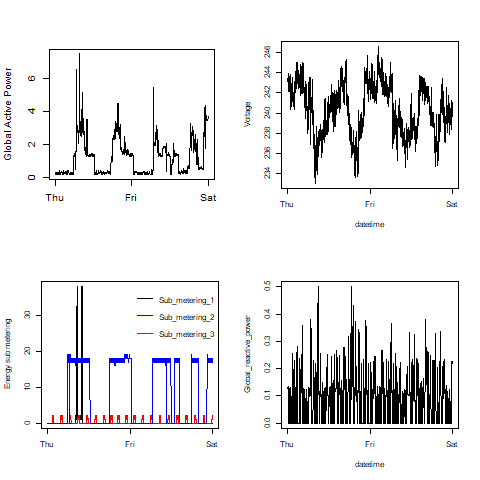 Global Active Power
6
4
2
0
Thu Fri Sat
Voltage
246
244
242
240
238
236
234
Thu Fri Sat
datetime
Energy sub metering
30
20
10
0
Sub_metering_1
Sub_metering_2
Sub_metering_3
Thu Fri Sat
Global_reactive_power
0.5
0.4
0.3
0.2
0.1
0.0
Thu Fri Sat
datetime